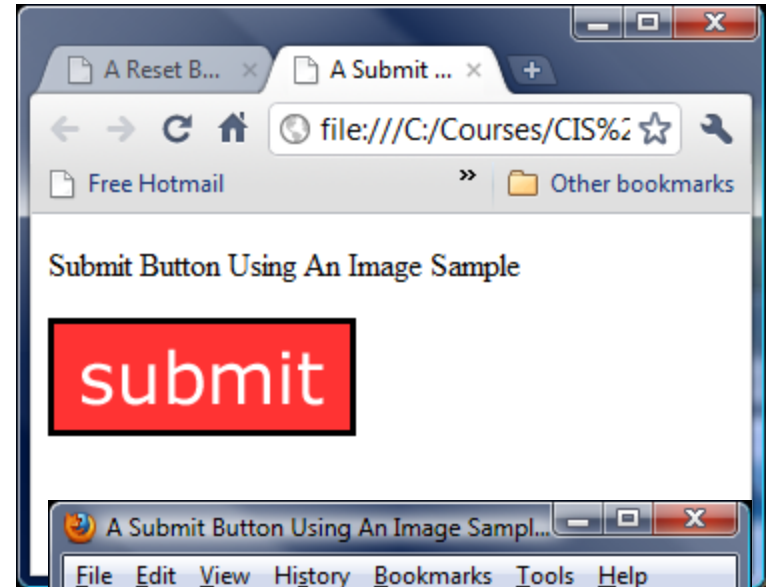 A Reset B... A Submit ...
file:///C:/Courses/CIS%2
Free Hotmail » Other bookmarks
Submit Button Using An Image Sample
submit
A Submit Button Using An Image Sampl...
File Edit View History Bookmarks Tools Help